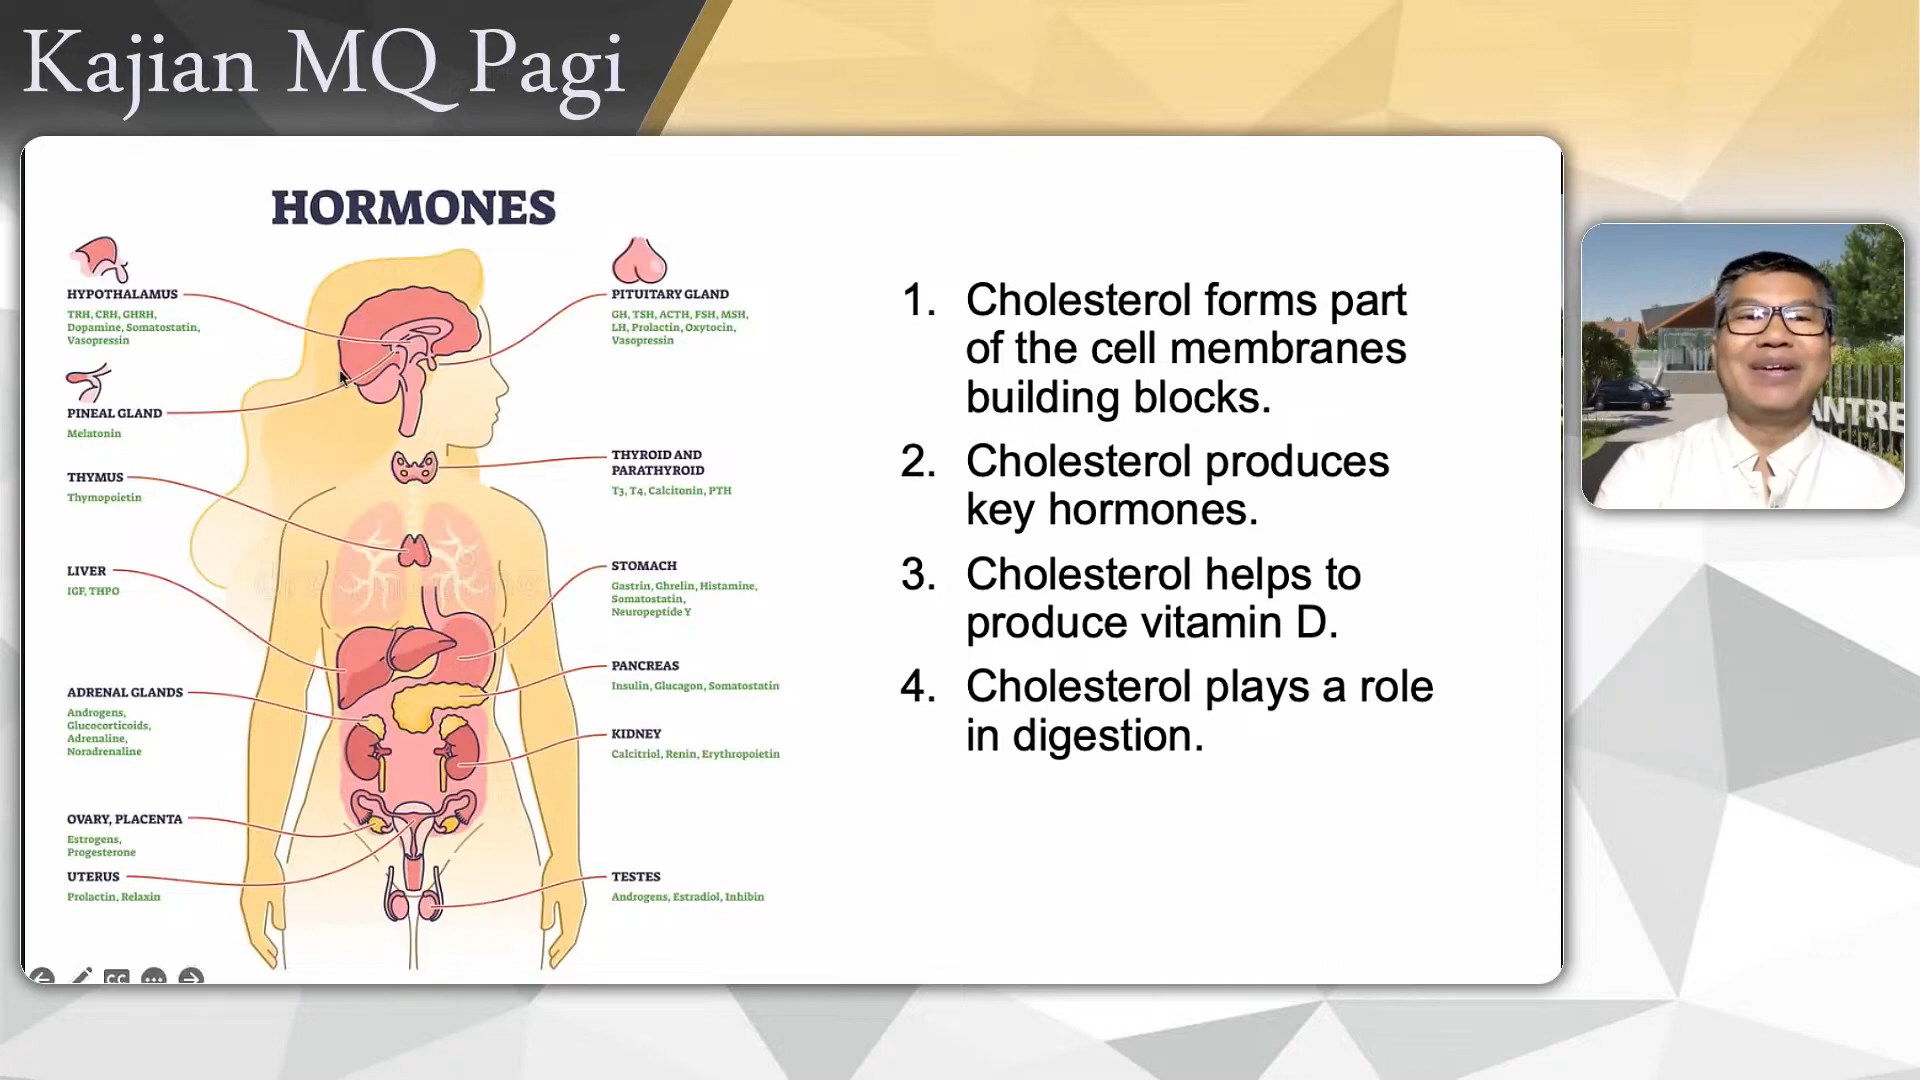 Kajian MQ Pagi
HORMONES
HYPOTHALAMUS
TRH, CRH, GHRH,
Dopamine, Somatostatin,
Vasopressin
PINEAL GLAND
Melatonin
THYMUS
Thymopoietin
LIVER
IGF, THPO
ADRENAL GLANDS
Androgens,
Glucocorticoids,
Adrenaline,
Noradrenaline
OVARY, PLACENTA
Estrogens,
Progesterone
UTERUS
Prolactin, Relaxin
PITUITARY GLAND
GH, TSH, ACTH, FSH, MSH,
LH, Prolactin, Oxytocin,
Vasopressin
THYROID AND
PARATHYROID
T3, T4, Calcitonin, PTH
STOMACH
Gastrin, Ghrelin, Histamine,
Somatostatin,
Neuropeptide Y
PANCREAS
Insulin, Glucagon, Somatostatin
KIDNEY
Calcitriol, Renin, Erythropoietin
TESTES
Androgens, Estradiol, Inhibin
1. Cholesterol forms part
of the cell membranes
building blocks.
2. Cholesterol produces
key hormones.
3. Cholesterol helps to
produce vitamin D.
4. Cholesterol plays a role
in digestion.
ANTRE
CC